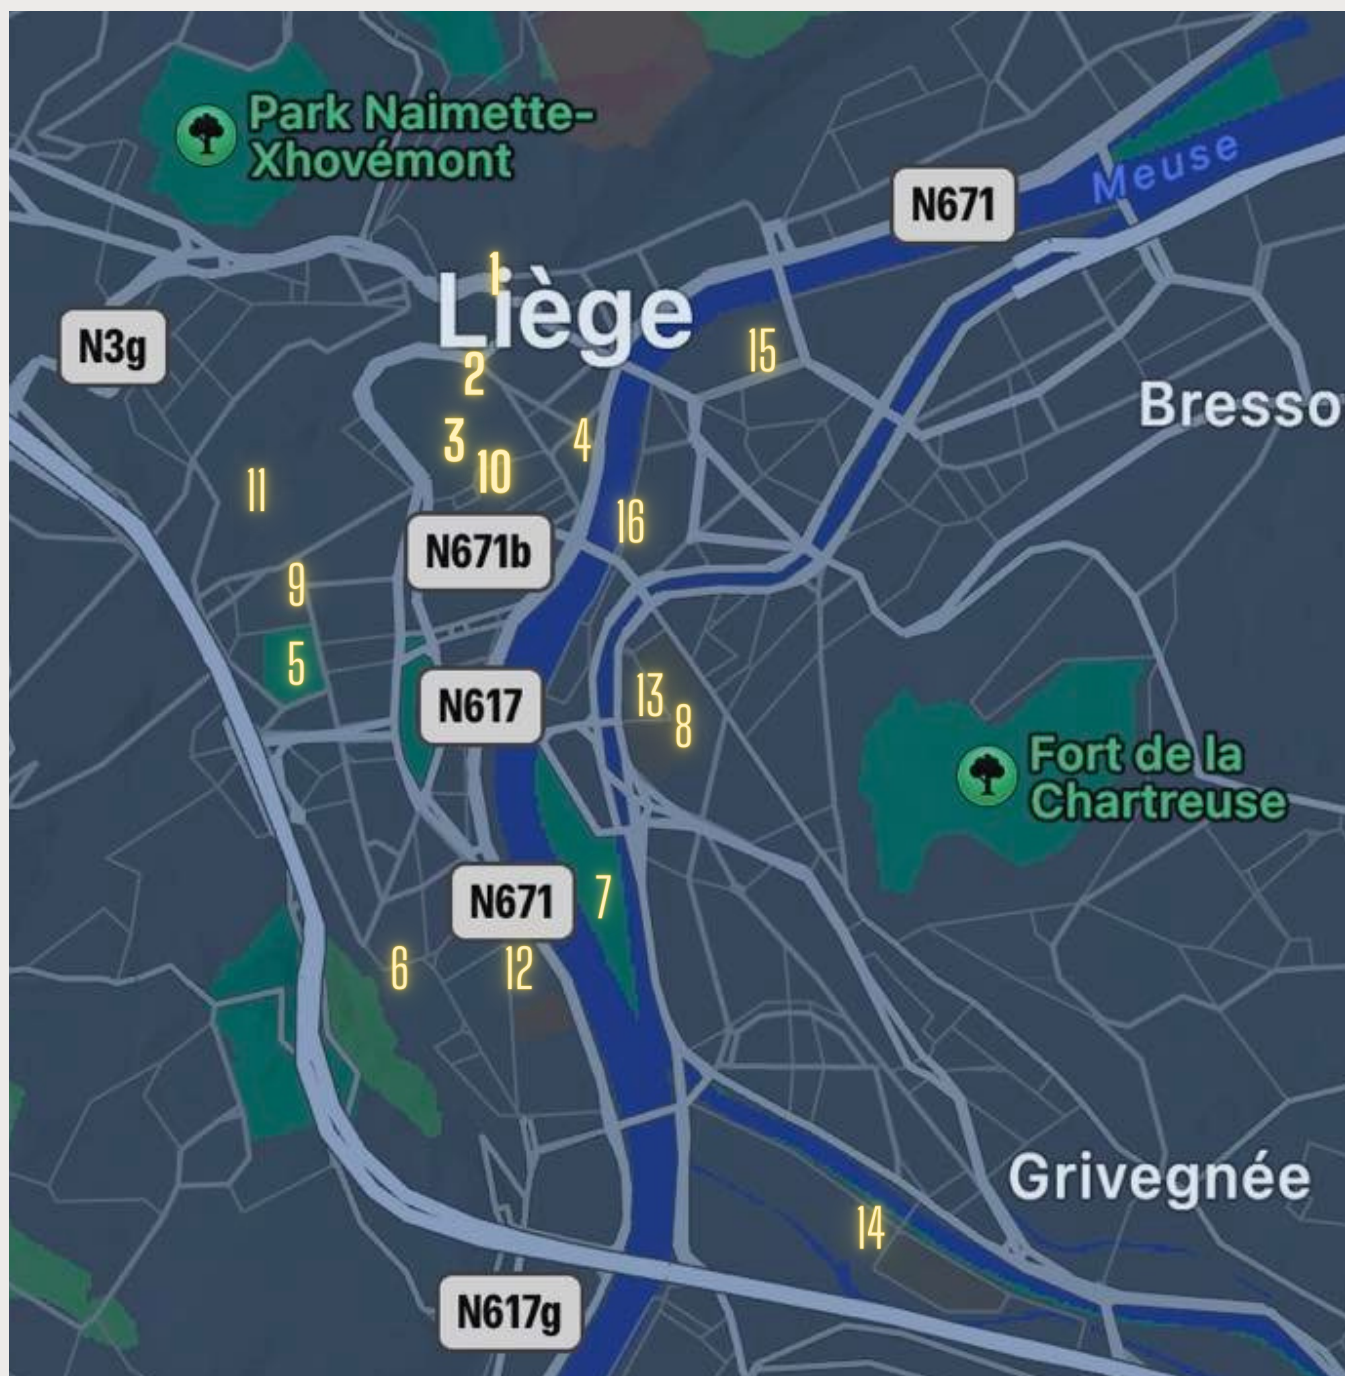 Park Naimette-
Xhovémont
Meuse
N671
1
Liège
N3g
15
2
Bresso
3
4
10
11
16
N671b
9
5
13
N617
8
Fort de la
Chartreuse
7
N671
6
12
Grivegnée
14
N617g